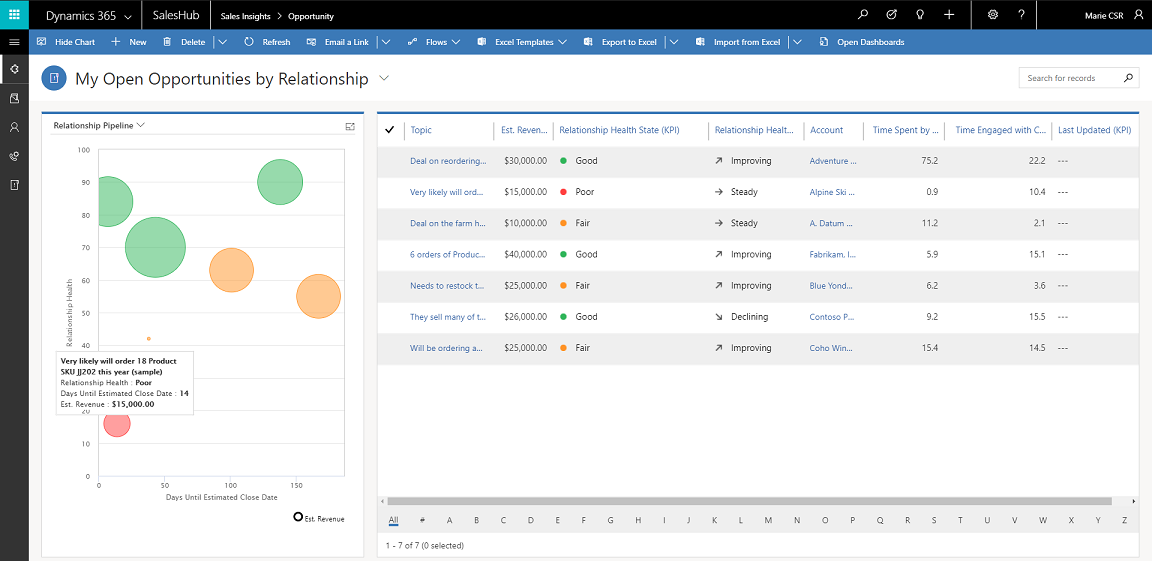 Dynamics 365 SalesHub Sales Insights > Opportunity Marie CSR
Hide Chart New Delete Refresh Email a Link Flows Excel Templates Export to Excel Import from Excel Open Dashboards
My Open Opportunities by Relationship
Search for records
Relationship Pipeline
100
90
80
70
60
50
40
20
10
0
Relationship Health
Very likely will order 18 Product
SKU JJ202 this year (sample)
Relationship Health : Poor
Days Until Estimated Close Date : 14
Est. Revenue : $15,000.00
0 50 100 150
Days Until Estimated Close Date
Est. Revenue
Topic Est. Reven... Relationship Health State (KPI) Relationship Healt... Account Time Spent by ... Time Engaged with C... Last Updated (KPI)
Deal on reordering... $30,000.00 Good Improving Adventure ... 75.2 22.2 ---
Very likely will ord... $15,000.00 Poor Steady Alpine Ski ... 0.9 10.4 ---
Deal on the farm h... $10,000.00 Fair Steady A. Datum ... 11.2 2.1 ---
6 orders of Produc... $40,000.00 Good Improving Fabrikam, I... 5.9 15.1 ---
Needs to restock t... $25,000.00 Fair Improving Blue Yond... 6.2 3.6 ---
They sell many of t... $26,000.00 Good Declining Contoso P... 9.2 15.5 ---
Will be ordering a... $25,000.00 Fair Improving Coho Win... 15.4 14.5 ---
All # A B C D E F G H I J K L M N O P Q R S T U V W X Y Z
1 - 7 of 7 (0 selected)